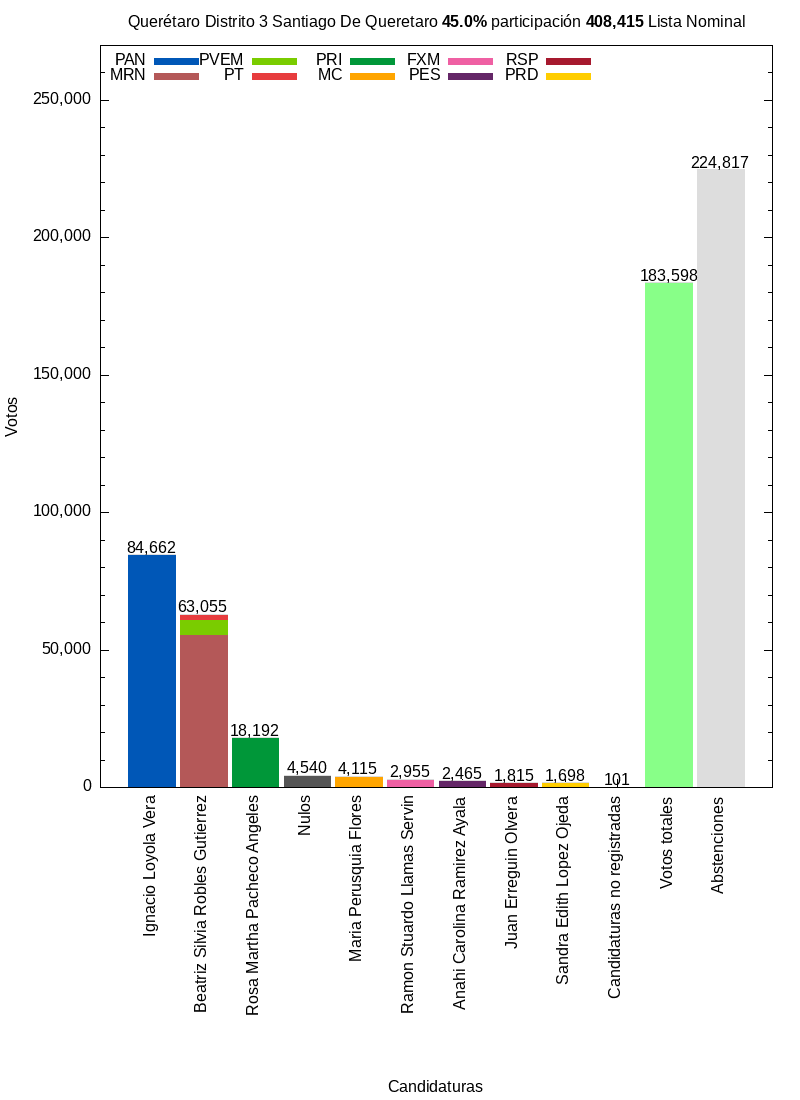 Querétaro Distrito 3 Santiago De Queretaro 45.0% participación 408,415 Lista Nominal
PAN PVEM PRI FXM RSP
MRN PT MC PES PRD
250,000
200,000
150,000
100,000
50,000
0
Votos
84,662
63,055
18,192
4,540
4,115
2,955
2,465
1,815
1,698
101
183,598
224,817
Ignacio Loyola Vera
Beatriz Silvia Robles Gutierrez
Rosa Martha Pacheco Angeles
Nulos
Maria Perusquia Flores
Ramon Stuardo Llamas Servin
Anahi Carolina Ramirez Ayala
Juan Erreguin Olvera
Sandra Edith Lopez Ojeda
Candidaturas no registradas
Votos totales
Abstenciones
Candidaturas